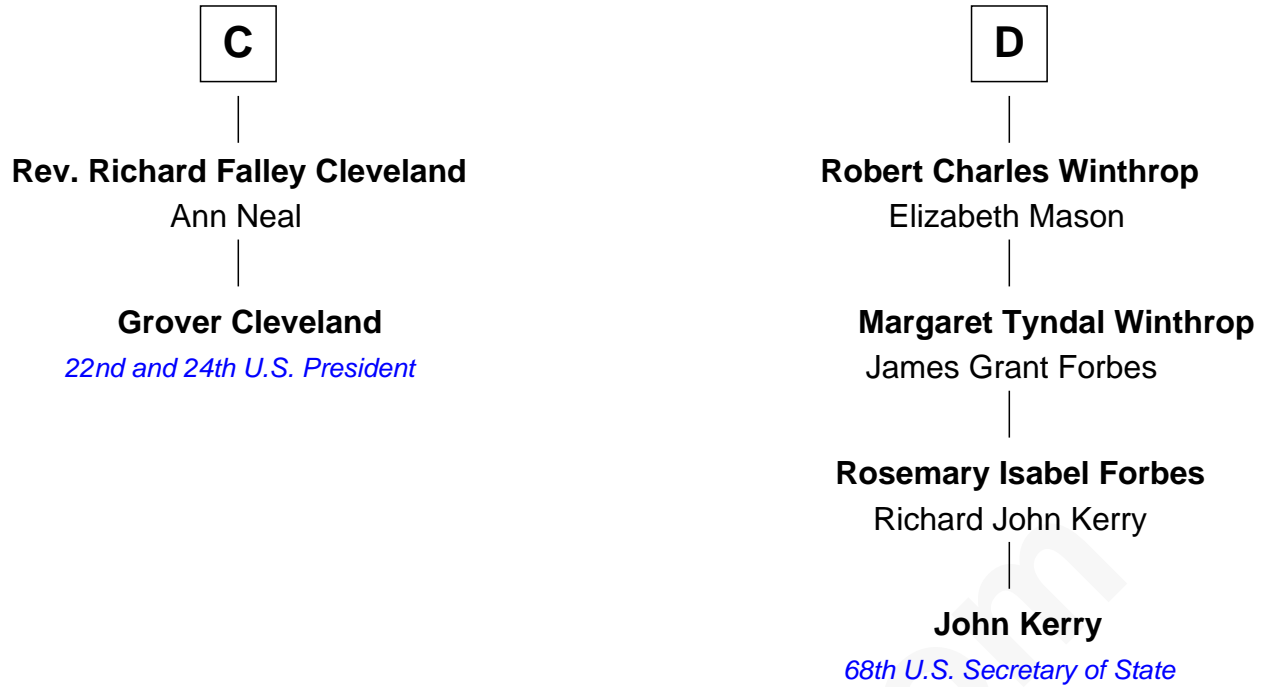 C
Rev. Richard Falley Cleveland
Ann Neal
Grover Cleveland
22nd and 24th U.S. President
D
Robert Charles Winthrop
Elizabeth Mason
Margaret Tyndal Winthrop
James Grant Forbes
Rosemary Isabel Forbes
Richard John Kerry
John Kerry
68th U.S. Secretary of State